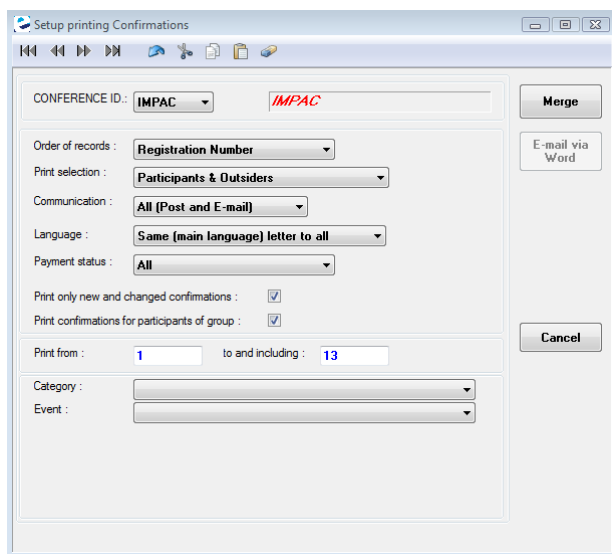 Setup printing Confirmations
CONFERENCE ID.: IMPAC IMPAC
Merge
Order of records : Registration Number
E-mail via
Word
Print selection : Participants & Outsiders
Communication : All (Post and E-mail)
Language : Same (main language) letter to all
Payment status : All
Print only new and changed confirmations :
Print confirmations for participants of group :
Cancel
Print from : 1 to and including : 13
Category :
Event :